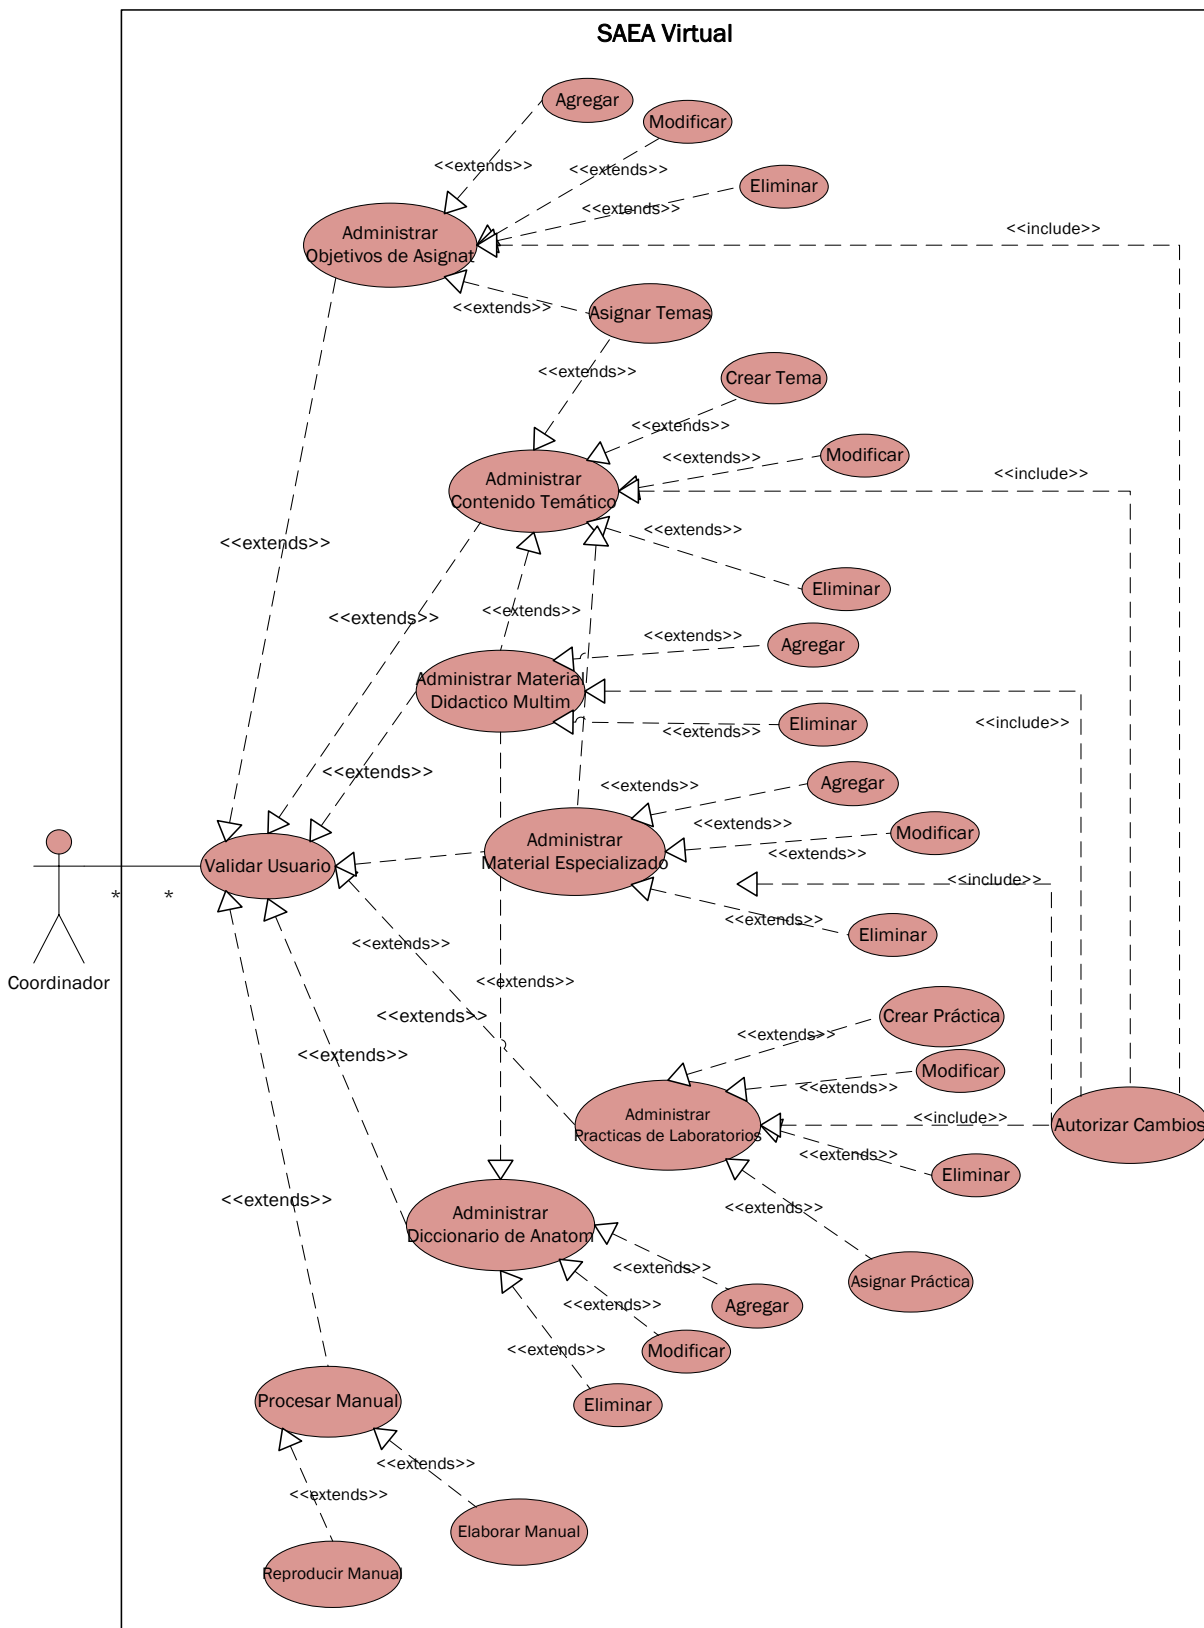 SAEA Virtual
Agregar
Modificar
<<extends>>
<<extends>>
Eliminar
<<extends>>
Administrar
Objetivos de Asignat
<<include>>
<<extends>>
Asignar Temas
<<extends>>
Crear Tema
<<extends>>
Modificar
<<extends>>
<<include>>
Administrar
Contenido Temático
<<extends>>
<<extends>>
Eliminar
<<extends>>
<<extends>>
<<extends>>
Agregar
Administrar Material
Didactico Multim
<<include>>
Eliminar
<<extends>>
<<extends>>
Agregar
<<extends>>
<<extends>>
Modificar
Administrar
Material Especializado
<<extends>>
Validar Usuario
<<include>>
* *
<<extends>>
Eliminar
<<extends>>
Coordinador
<<extends>>
<<extends>>
Crear Práctica
<<extends>>
<<extends>>
Modificar
<<extends>>
Administrar
Practicas de Laboratorios
<<include>>
Autorizar Cambios
<<extends>>
Eliminar
<<extends>>
<<extends>>
Administrar
Diccionario de Anatom
<<extends>>
Asignar Práctica
<<extends>>
Agregar
<<extends>>
Modificar
Eliminar
Procesar Manual
<<extends>>
<<extends>>
Elaborar Manual
Reproducir Manual